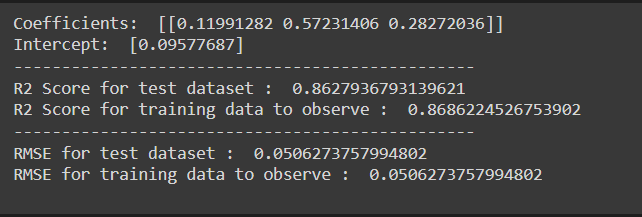 Coefficients:  [[0.11991282 0.57231406 0.28272036]]
Intercept:  [0.09577687]
------------------------------------------------
R2 Score for test dataset :  0.8627936793139621
R2 Score for training data to observe :  0.8686224526753902
------------------------------------------------
RMSE for test dataset :  0.0506273757994802
RMSE for training data to observe :  0.0506273757994802